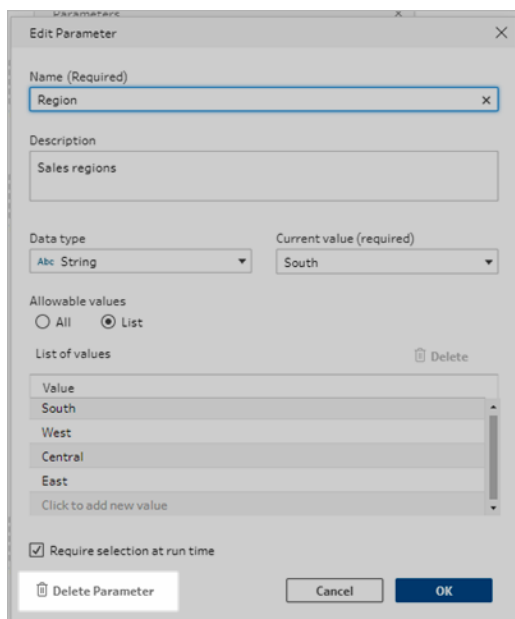 Parameters
Edit Parameter
Name (Required)
Region
Description
Sales regions
Data type
Current value (required)
Abc String
South
Allowable values
All
List
List of values
Delete
Value
South
West
Central
East
Click to add new value
Require selection at run time
Delete Parameter
Cancel
OK